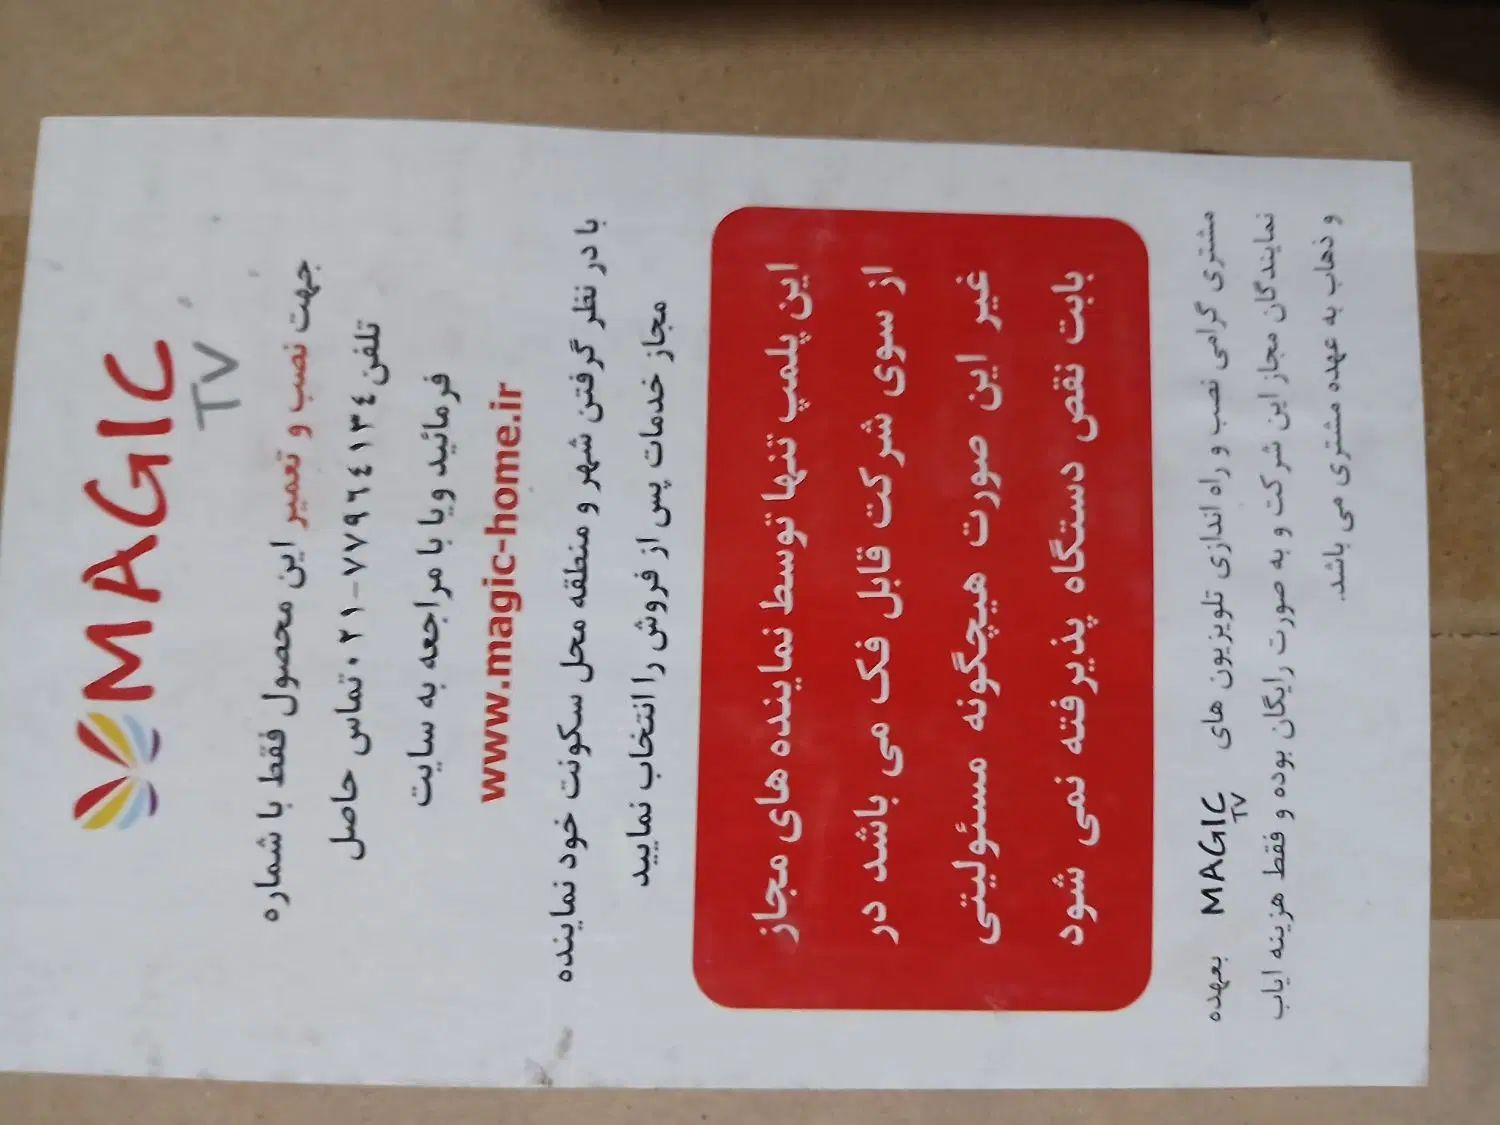 MAGIC
TV
جهت نصب و تعمیر این محصول فقط با شماره
تلفن ۰۲۱-۷۷۹٦٤۱۳٤ تماس حاصل
فرمائید ویا با مراجعه به سایت
www.magic-home.ir
با در نظر گرفتن شهر و منطقه محل سکونت خود نماینده
مجاز خدمات پس از فروش را انتخاب نمایید
این پلمپ تنها توسط نماینده های مجاز
از سوی شرکت قابل فک می باشد در
غیر این صورت هیچگونه مسئولیتی
بابت نقص دستگاه پذیرفته نمی شود
مشتری گرامی نصب و راه اندازی تلویزیون های MAGIC TV بعهده
نمایندگان مجاز این شرکت و به صورت رایگان بوده و فقط هزینه ایاب
و ذهاب به عهده مشتری می باشد.